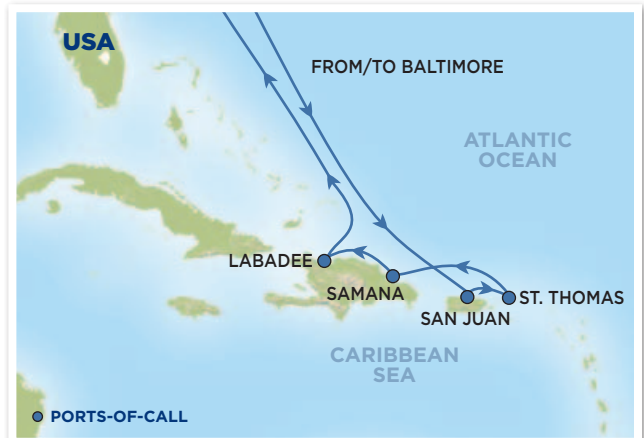 USA
FROM/TO BALTIMORE
ATLANTIC
OCEAN
LABADEE
SAMANA
SAN JUAN
ST. THOMAS
CARIBBEAN
SEA
PORTS-OF-CALL